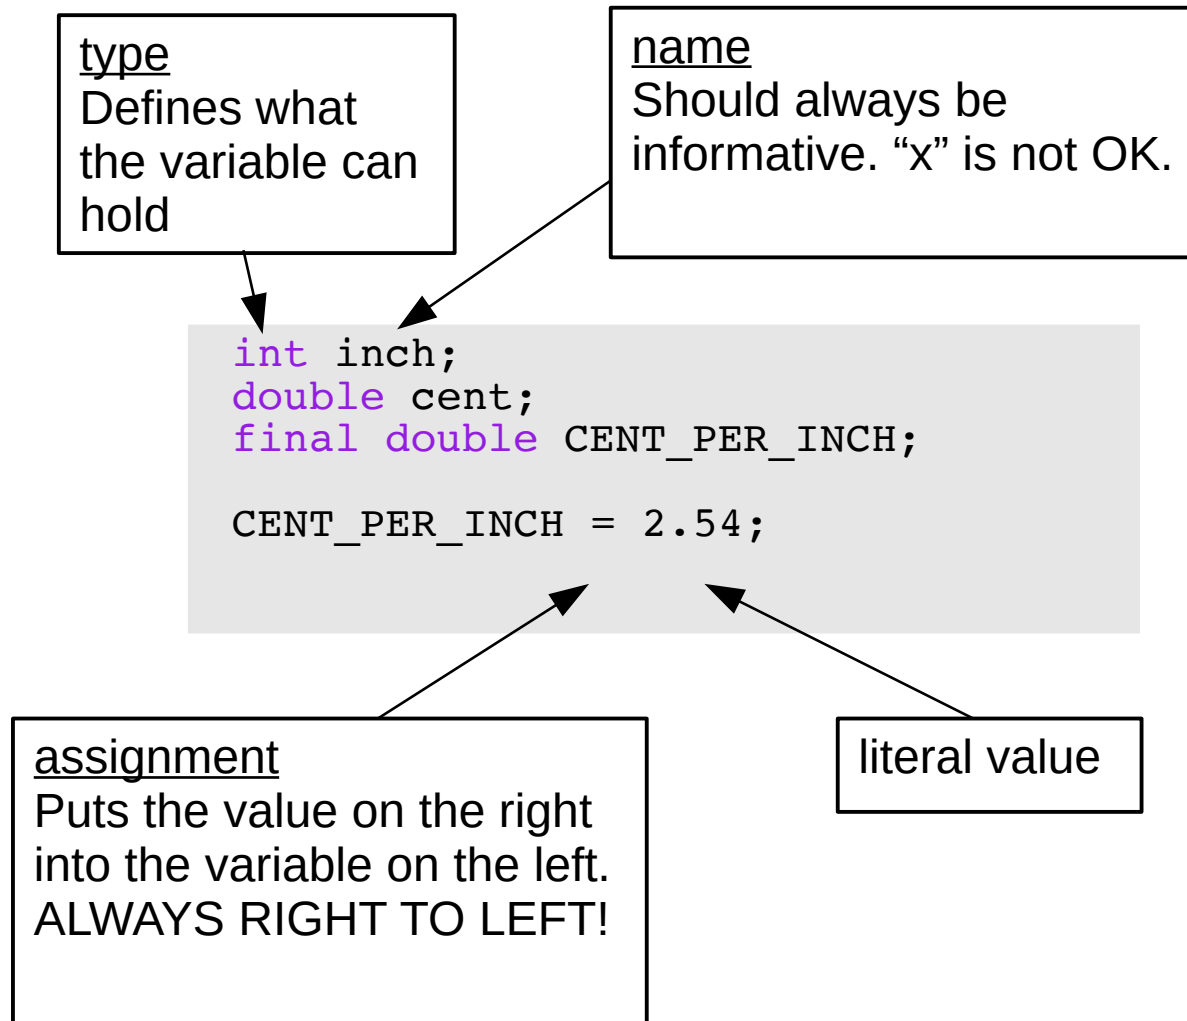 type
Defines what
the variable can
hold
name
Should always be
informative. “x” is not OK.
int inch;
double cent;
final double CENT_PER_INCH;
CENT_PER_INCH = 2.54;
assignment
Puts the value on the right
into the variable on the left.
ALWAYS RIGHT TO LEFT!
literal value